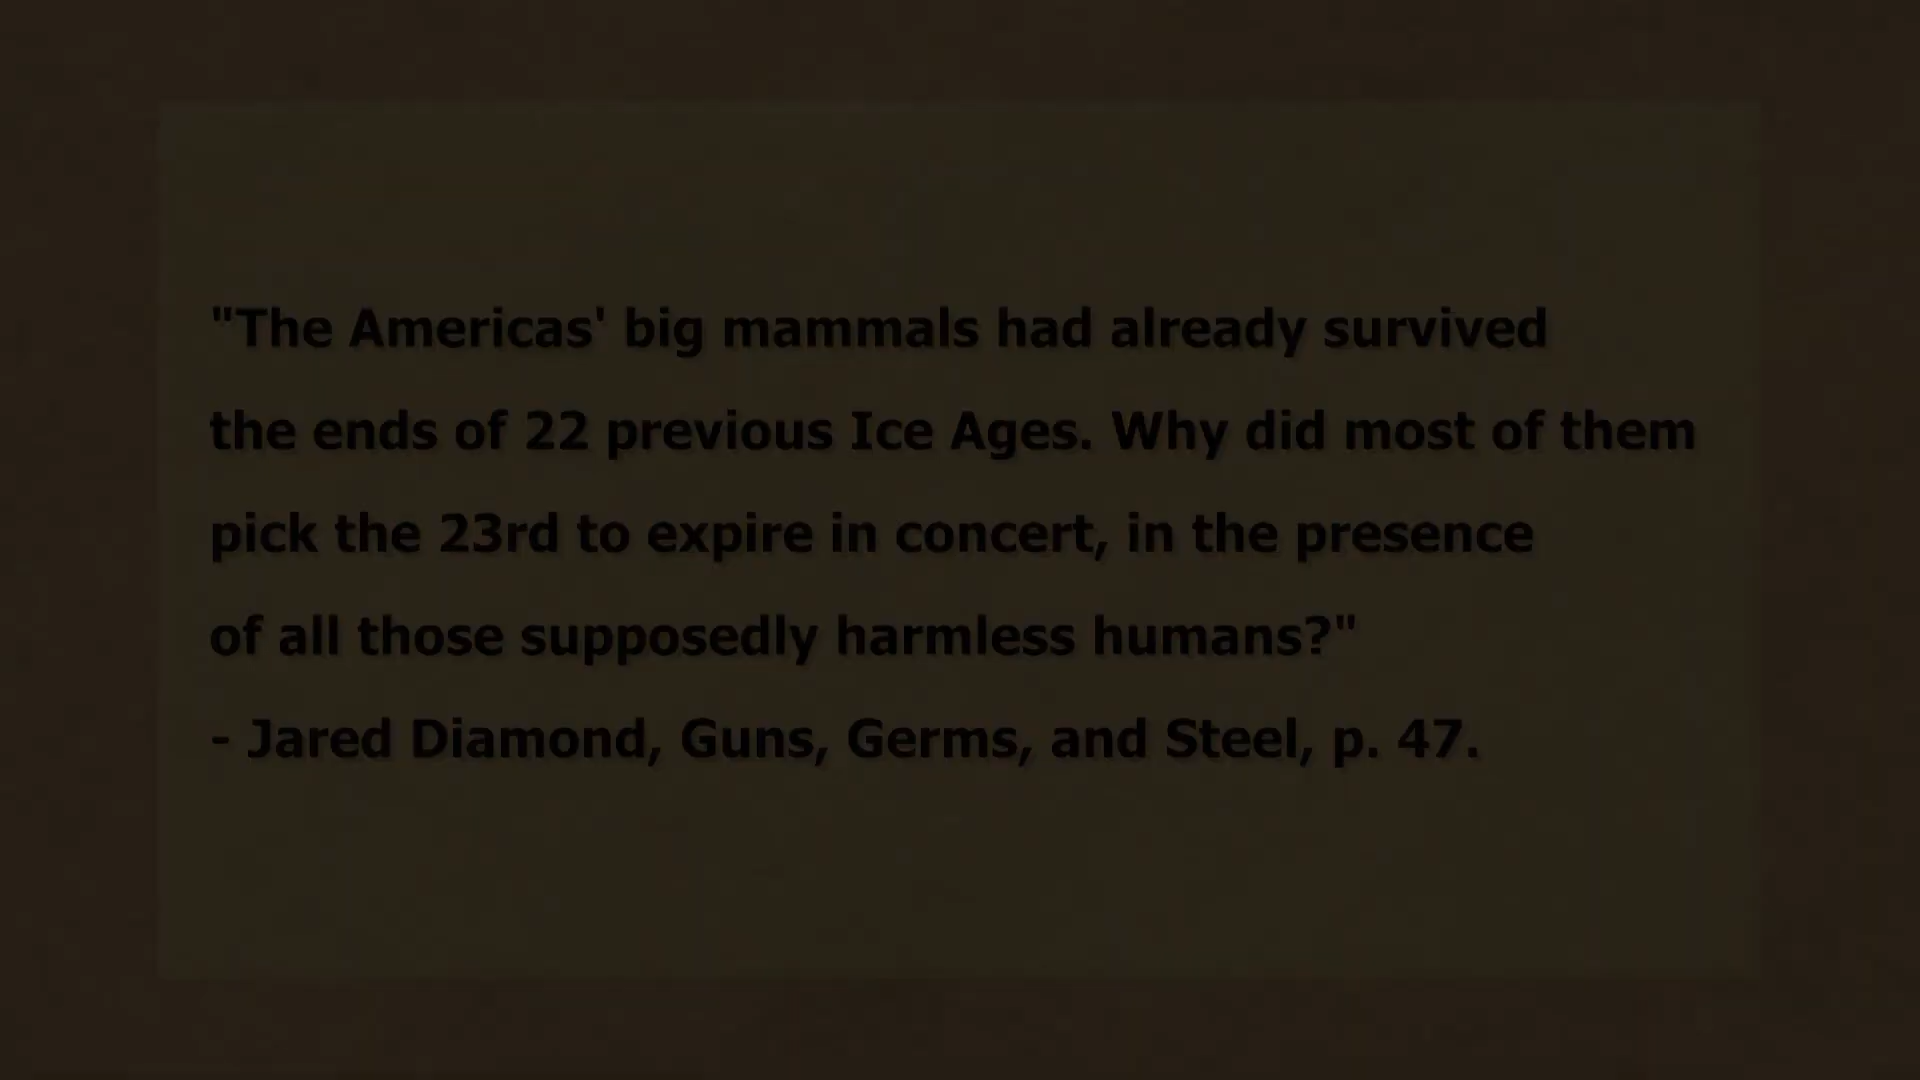 "The Americas' big mammals had already survived
the ends of 22 previous Ice Ages. Why did most of them
pick the 23rd to expire in concert, in the presence
of all those supposedly harmless humans?"
- Jared Diamond, Guns, Germs, and Steel, p. 47.